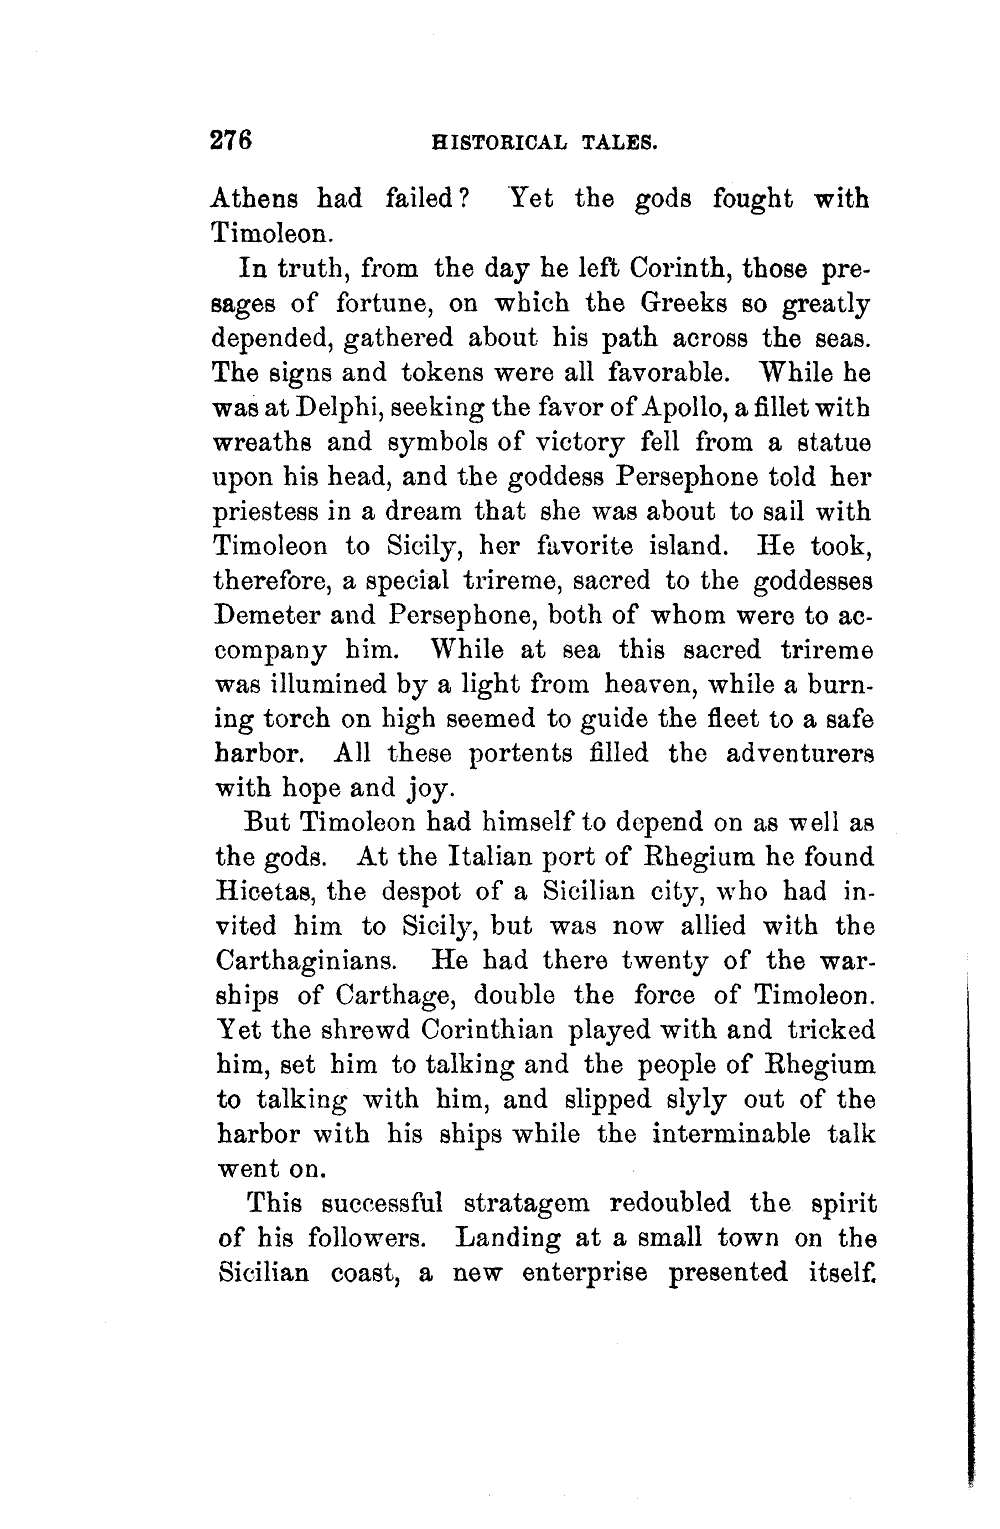 276 HISTORICAL TALES.
Athens had failed? Yet the gods fought with
Timoleon.
In truth, from the day he left Corinth, those pre-
sages of fortune, on which the Greeks so greatly
depended, gathered about his path across the seas.
The signs and tokens were all favorable. While he
was at Delphi, seeking the favor of Apollo, a fillet with
wreaths and symbols of victory fell from a statue
upon his head, and the goddess Persephone told her
priestess in a dream that she was about to sail with
Timoleon to Sicily, her favorite island. He took,
therefore, a special trireme, sacred to the goddesses
Demeter and Persephone, both of whom were to ac-
company him. While at sea this sacred trireme
was illumined by a light from heaven, while a burn-
ing torch on high seemed to guide the fleet to a safe
harbor. All these portents filled the adventurers
with hope and joy.
But Timoleon had himself to depend on as well as
the gods. At the Italian port of Rhegium he found
Hicetas, the despot of a Sicilian city, who had in-
vited him to Sicily, but was now allied with the
Carthaginians. He had there twenty of the war-
ships of Carthage, double the force of Timoleon.
Yet the shrewd Corinthian played with and tricked
him, set him to talking and the people of Rhegium
to talking with him, and slipped slyly out of the
harbor with his ships while the interminable talk
went on.
This successful stratagem redoubled the spirit
of his followers. Landing at a small town on the
Sicilian coast, a new enterprise presented itself.